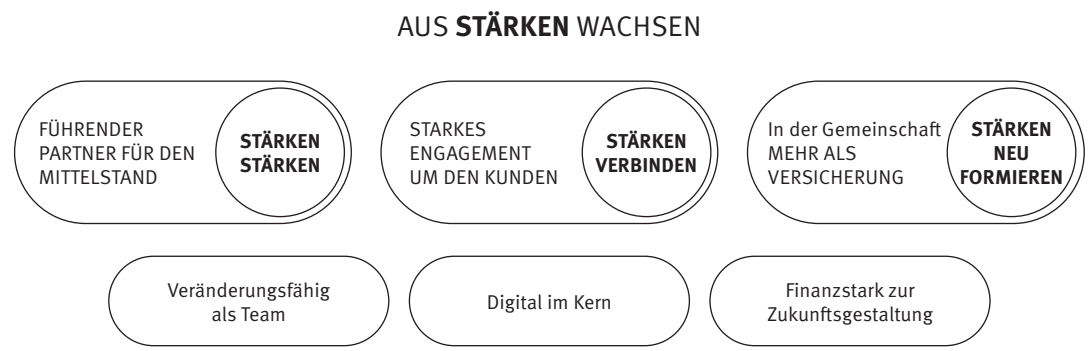 AUS STÄRKEN WACHSEN
FÜHRENDER
PARTNER FÜR DEN
MITTELSTAND
STÄRKEN
STÄRKEN
STARKES
ENGAGEMENT
UM DEN KUNDEN
STÄRKEN
VERBINDEN
In der Gemeinschaft
MEHR ALS
VERSICHERUNG
STÄRKEN
NEU
FORMIEREN
Veränderungsfähig
als Team
Digital im Kern
Finanzstark zur
Zukunftsgestaltung